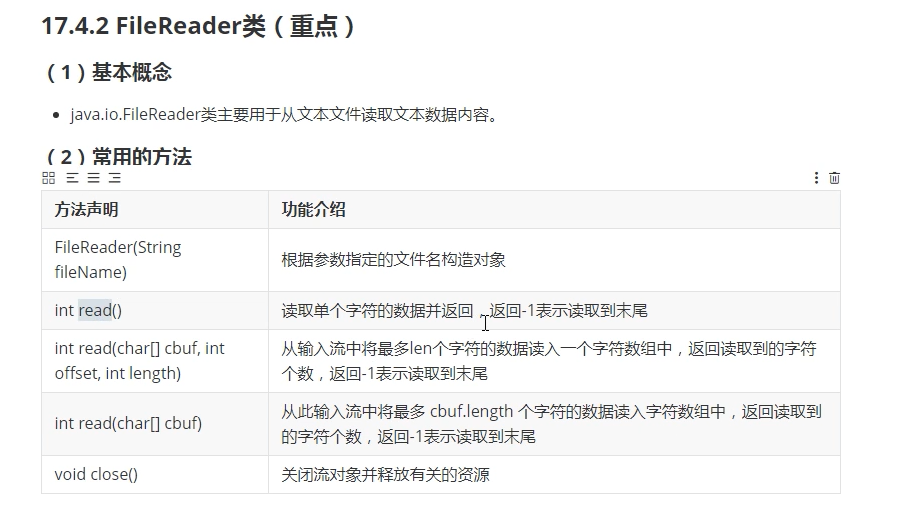 17.4.2 FileReader类（重点）
（1）基本概念
java.io.FileReader类主要用于从文本文件读取文本数据内容。
（2）常用的方法
方法声明 功能介绍
FileReader(String
fileName)
根据参数指定的文件名构造对象
int read() 读取单个字符的数据并返回，返回-1表示读取到末尾
int read(char[] cbuf, int
offset, int length)
从输入流中将最多len个字符的数据读入一个字符数组中，返回读取到的字符
个数，返回-1表示读取到末尾
int read(char[] cbuf)
从此输入流中将最多 cbuf.length 个字符的数据读入字符数组中，返回读取到
的字符个数，返回-1表示读取到末尾
void close() 关闭流对象并释放有关的资源